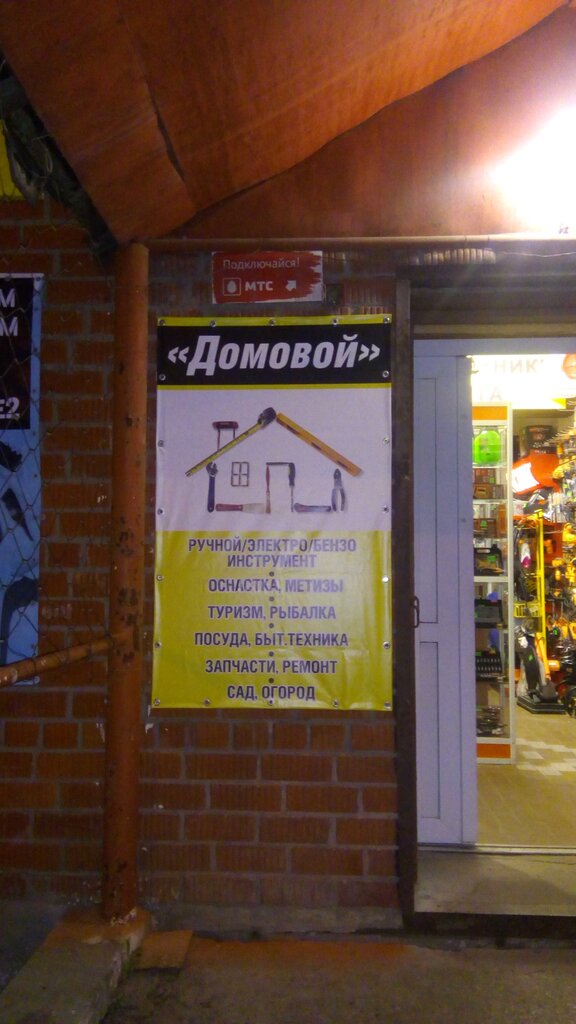 Подключайся!
МТС
«Домовой»
РУЧНОЙ/ЭЛЕКТРО/БЕНЗО
ИНСТРУМЕНТ
ОСНАСТКА, МЕТИЗЫ
ТУРИЗМ, РЫБАЛКА
ПОСУДА, БЫТ.ТЕХНИКА
ЗАПЧАСТИ, РЕМОНТ
САД, ОГОРОД